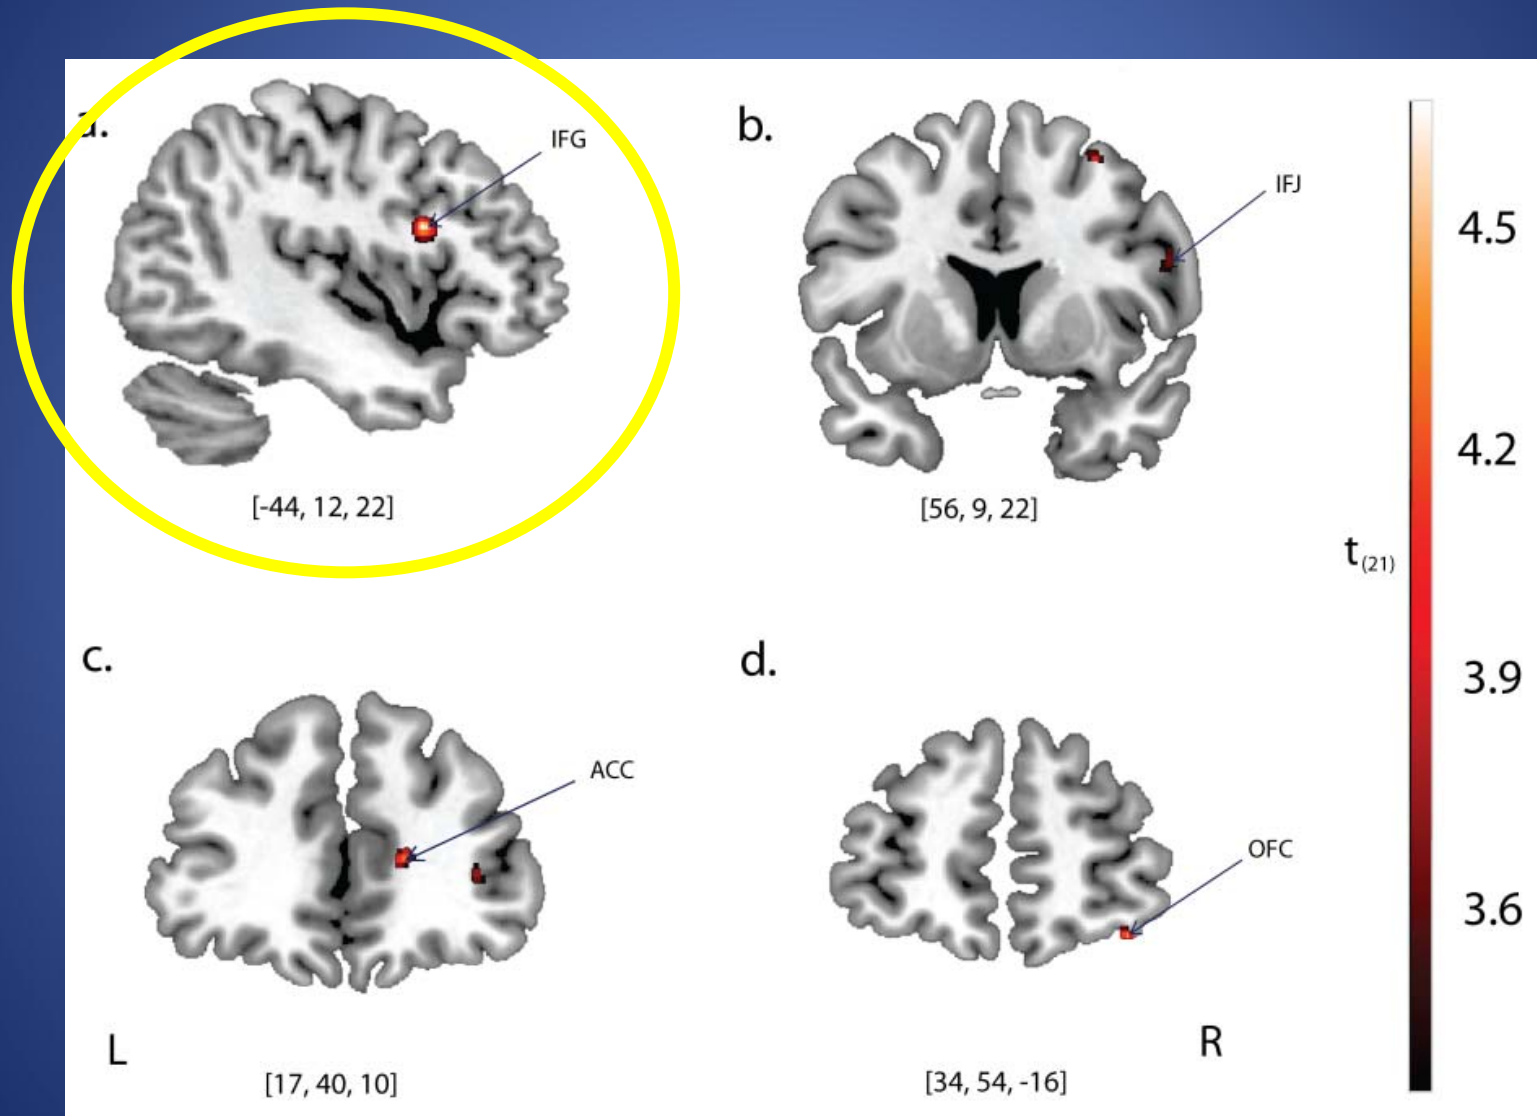 a.
IFG
[-44, 12, 22]
b.
IFJ
[56, 9, 22]
c.
ACC
[17, 40, 10]
L
d.
OFC
[34, 54, -16]
R
t(21)
4.5
4.2
3.9
3.6